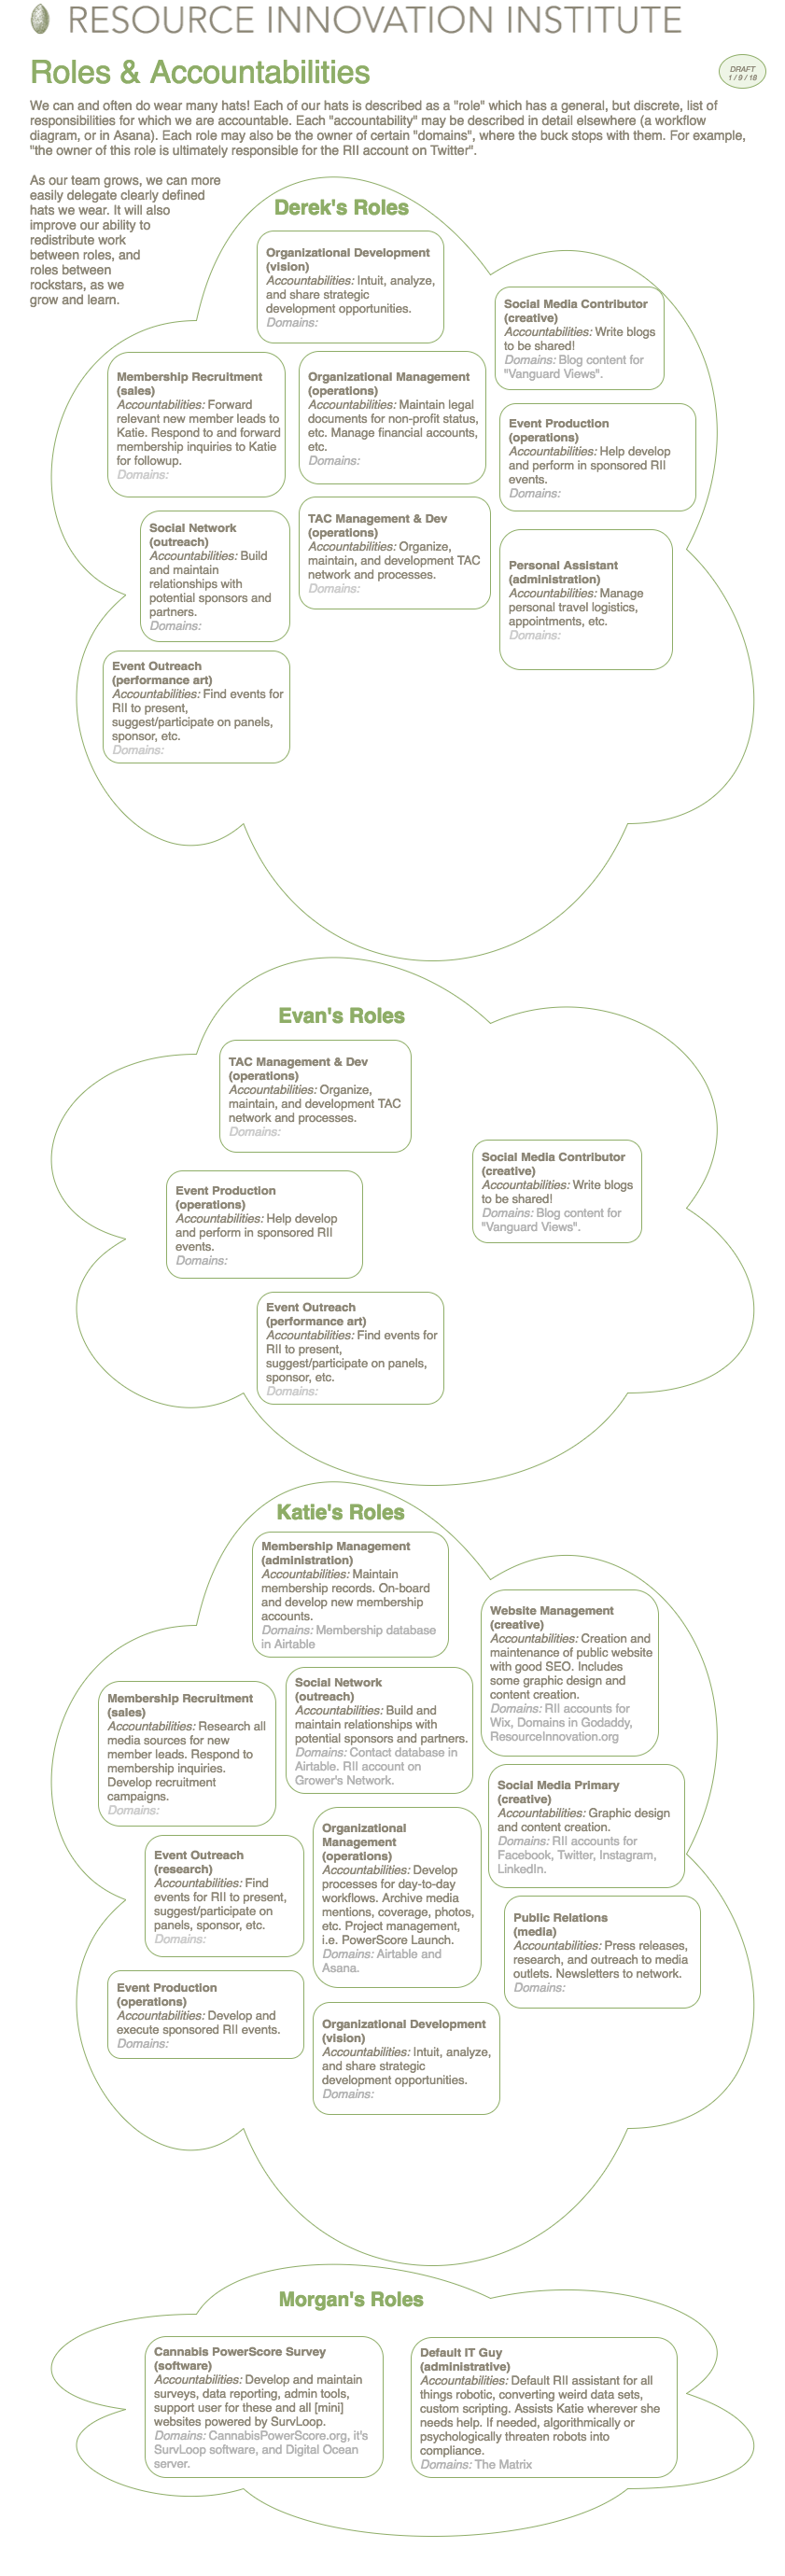 RESOURCE INNOVATION INSTITUTE
Roles & Accountabilities
DRAFT
1 / 9 / 18
We can and often do wear many hats! Each of our hats is described as a "role" which has a general, but discrete, list of
responsibilities for which we are accountable. Each "accountability" may be described in detail elsewhere (a workflow
diagram, or in Asana). Each role may also be the owner of certain "domains", where the buck stops with them. For example,
"the owner of this role is ultimately responsible for the RII account on Twitter".
As our team grows, we can more
easily delegate clearly defined
hats we wear. It will also
improve our ability to
redistribute work
between roles, and
roles between
rockstars, as we
grow and learn.
Derek's Roles
Organizational Development
(vision)
Accountabilities: Intuit, analyze,
and share strategic
development opportunities.
Domains:
Social Media Contributor
(creative)
Accountabilities: Write blogs
to be shared!
Domains: Blog content for
"Vanguard Views".
Membership Recruitment
(sales)
Accountabilities: Forward
relevant new member leads to
Katie. Respond to and forward
membership inquiries to Katie
for followup.
Domains:
Organizational Management
(operations)
Accountabilities: Maintain legal
documents for non-profit status,
etc. Manage financial accounts,
etc.
Domains:
Event Production
(operations)
Accountabilities: Help develop
and perform in sponsored RII
events.
Domains:
Social Network
(outreach)
Accountabilities: Build
and maintain
relationships with
potential sponsors and
partners.
Domains:
TAC Management & Dev
(operations)
Accountabilities: Organize,
maintain, and development TAC
network and processes.
Domains:
Personal Assistant
(administration)
Accountabilities: Manage
personal travel logistics,
appointments, etc.
Domains:
Event Outreach
(performance art)
Accountabilities: Find events for
RII to present,
suggest/participate on panels,
sponsor, etc.
Domains:
Evan's Roles
TAC Management & Dev
(operations)
Accountabilities: Organize,
maintain, and development TAC
network and processes.
Domains:
Social Media Contributor
(creative)
Accountabilities: Write blogs
to be shared!
Domains: Blog content for
"Vanguard Views".
Event Production
(operations)
Accountabilities: Help develop
and perform in sponsored RII
events.
Domains:
Event Outreach
(performance art)
Accountabilities: Find events for
RII to present,
suggest/participate on panels,
sponsor, etc.
Domains:
Katie's Roles
Membership Management
(administration)
Accountabilities: Maintain
membership records. On-board
and develop new membership
accounts.
Domains: Membership database
in Airtable
Website Management
(creative)
Accountabilities: Creation and
maintenance of public website
with good SEO. Includes
some graphic design and
content creation.
Domains: RII accounts for
Wix, Domains in Godaddy,
ResourceInnovation.org
Membership Recruitment
(sales)
Accountabilities: Research all
media sources for new
member leads. Respond to
membership inquiries.
Develop recruitment
campaigns.
Domains:
Social Network
(outreach)
Accountabilities: Build and
maintain relationships with
potential sponsors and partners.
Domains: Contact database in
Airtable. RII account on
Grower's Network.
Social Media Primary
(creative)
Accountabilities: Graphic design
and content creation.
Domains: RII accounts for
Facebook, Twitter, Instagram,
LinkedIn.
Event Outreach
(research)
Accountabilities: Find
events for RII to present,
suggest/participate on
panels, sponsor, etc.
Domains:
Organizational
Management
(operations)
Accountabilities: Develop
processes for day-to-day
workflows. Archive media
mentions, coverage, photos,
etc. Project management,
i.e. PowerScore Launch.
Domains: Airtable and
Asana.
Public Relations
(media)
Accountabilities: Press releases,
research, and outreach to media
outlets. Newsletters to network.
Domains:
Event Production
(operations)
Accountabilities: Develop and
execute sponsored RII events.
Domains:
Organizational Development
(vision)
Accountabilities: Intuit, analyze,
and share strategic
development opportunities.
Domains:
Morgan's Roles
Cannabis PowerScore Survey
(software)
Accountabilities: Develop and maintain
surveys, data reporting, admin tools,
support user for these and all [mini]
websites powered by SurvLoop.
Domains: CannabisPowerScore.org, it's
SurvLoop software, and Digital Ocean
server.
Default IT Guy
(administrative)
Accountabilities: Default RII assistant for all
things robotic, converting weird data sets,
custom scripting. Assists Katie wherever she
needs help. If needed, algorithmically or
psychologically threaten robots into
compliance.
Domains: The Matrix